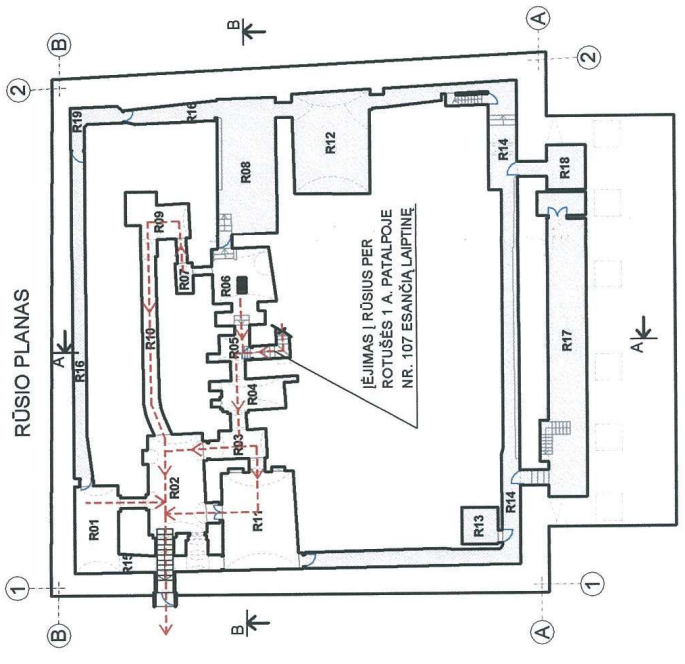 RŪSIO PLANAS
2
2
B
A
B
A
R19
R16
R12
R14
R08
R18
R09
R07
R06
R16
R10
R05
R04
R17
A
A
ĮĖJIMAS Į RŪSIUS PER
ROTUŠĖS 1 A. PATALPOJE
NR. 107 ESANČIĄ LAIPTINĘ
R03
R02
R01
R11
R13
R14
R15
B
B
A
1
1
B